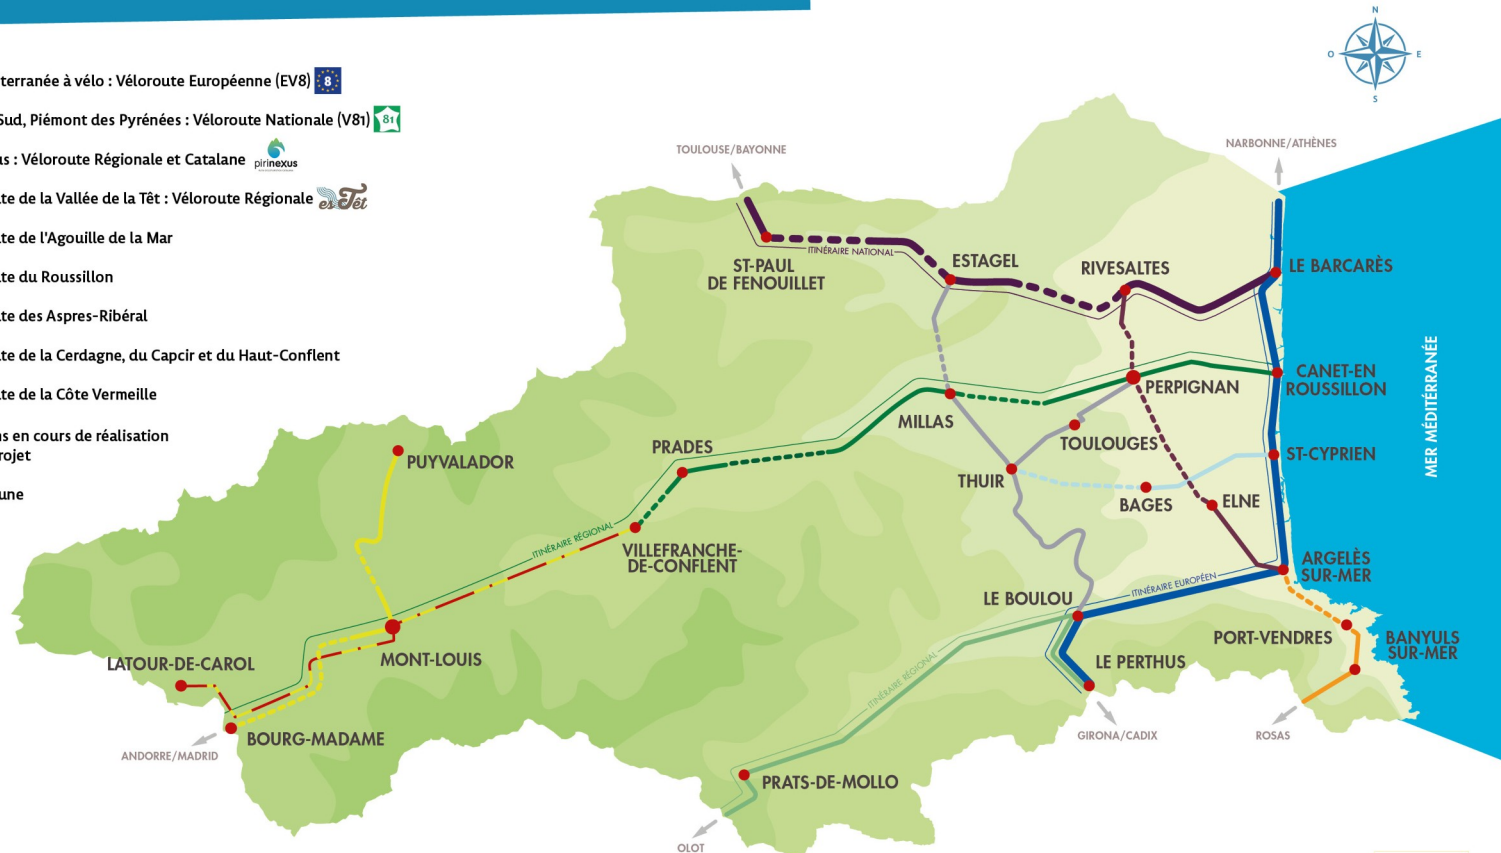 terranée à vélo : Véloroute Européenne (EV8) 8
Sud, Piémont des Pyrénées : Véloroute Nationale (V81) 81
us : Véloroute Régionale et Catalane pirinexus
te de la Vallée de la Têt : Véloroute Régionale es Têt
te de l'Agouille de la Mar
te du Roussillon
te des Aspres-Ribéral
te de la Cerdagne, du Capcir et du Haut-Conflent
te de la Côte Vermeille
ns en cours de réalisation
rojet
une
N
O
E
S
TOULOUSE/BAYONNE
NARBONNE/ATHÈNES
ITINÉRAIRE NATIONAL
ST-PAUL
DE FENOUILLET
ESTAGEL
RIVESALTES
LE BARCARÈS
MER MÉDITÉRRANÉE
CANET-EN
ROUSSILLON
PERPIGNAN
MILLAS
TOULOUGES
PRADES
PUYVALADOR
ST-CYPRIEN
THUIR
BAGES
ELNE
ITINÉRAIRE RÉGIONAL
VILLEFRANCHE-
DE-CONFLENT
ARGELÈS
SUR-MER
ITINÉRAIRE EUROPÉEN
LE BOULOU
PORT-VENDRES
BANYULS
SUR-MER
LATOUR-DE-CAROL
MONT-LOUIS
LE PERTHUS
ITINÉRAIRE RÉGIONAL
BOURG-MADAME
ANDORRE/MADRID
GIRONA/CADIX
ROSAS
PRATS-DE-MOLLO
OLOT